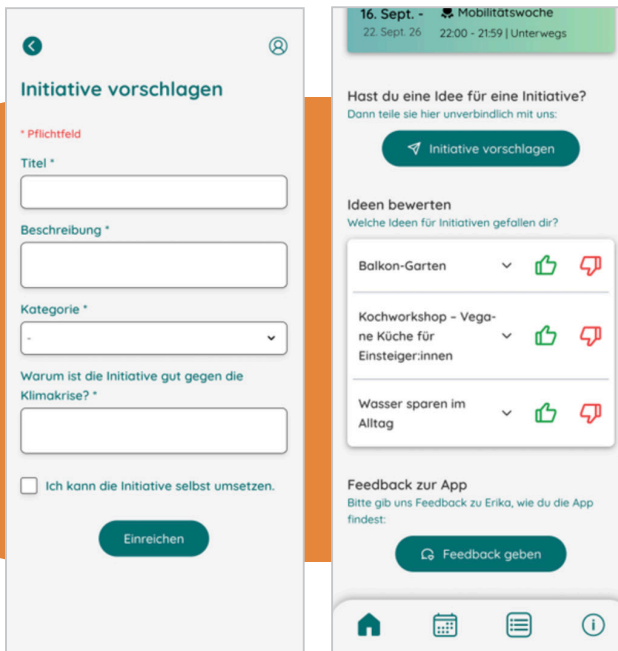 Initiative vorschlagen
* Pflichtfeld
Titel *
Beschreibung *
Kategorie *
-
Warum ist die Initiative gut gegen die
Klimakrise? *
Ich kann die Initiative selbst umsetzen.
Einreichen
16. Sept. -
22. Sept. 26
Mobilitätswoche
22:00 - 21:59 | Unterwegs
Hast du eine Idee für eine Initiative?
Dann teile sie hier unverbindlich mit uns:
Initiative vorschlagen
Ideen bewerten
Welche Ideen für Initiativen gefallen dir?
Balkon-Garten
Kochworkshop – Vega-
ne Küche für
Einsteiger:innen
Wasser sparen im
Alltag
Feedback zur App
Bitte gib uns Feedback zu Erika, wie du die App
findest:
Feedback geben